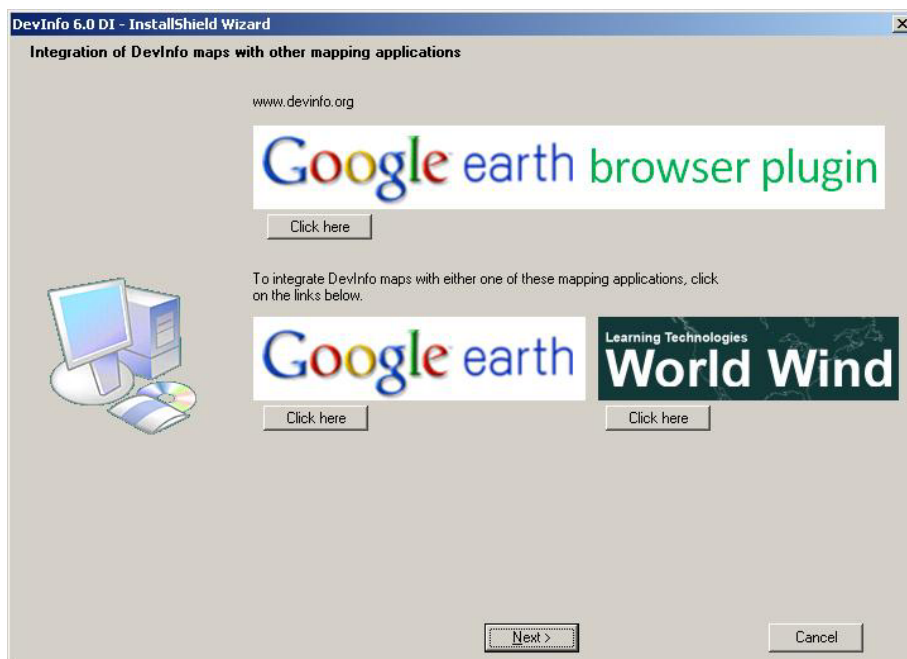 DevInfo 6.0 DI - InstallShield Wizard
Integration of DevInfo maps with other mapping applications
www.devinfo.org
Google earth browser plugin
Click here
To integrate DevInfo maps with either one of these mapping applications, click
on the links below.
Google earth
Learning Technologies
World Wind
Click here
Click here
Next >
Cancel